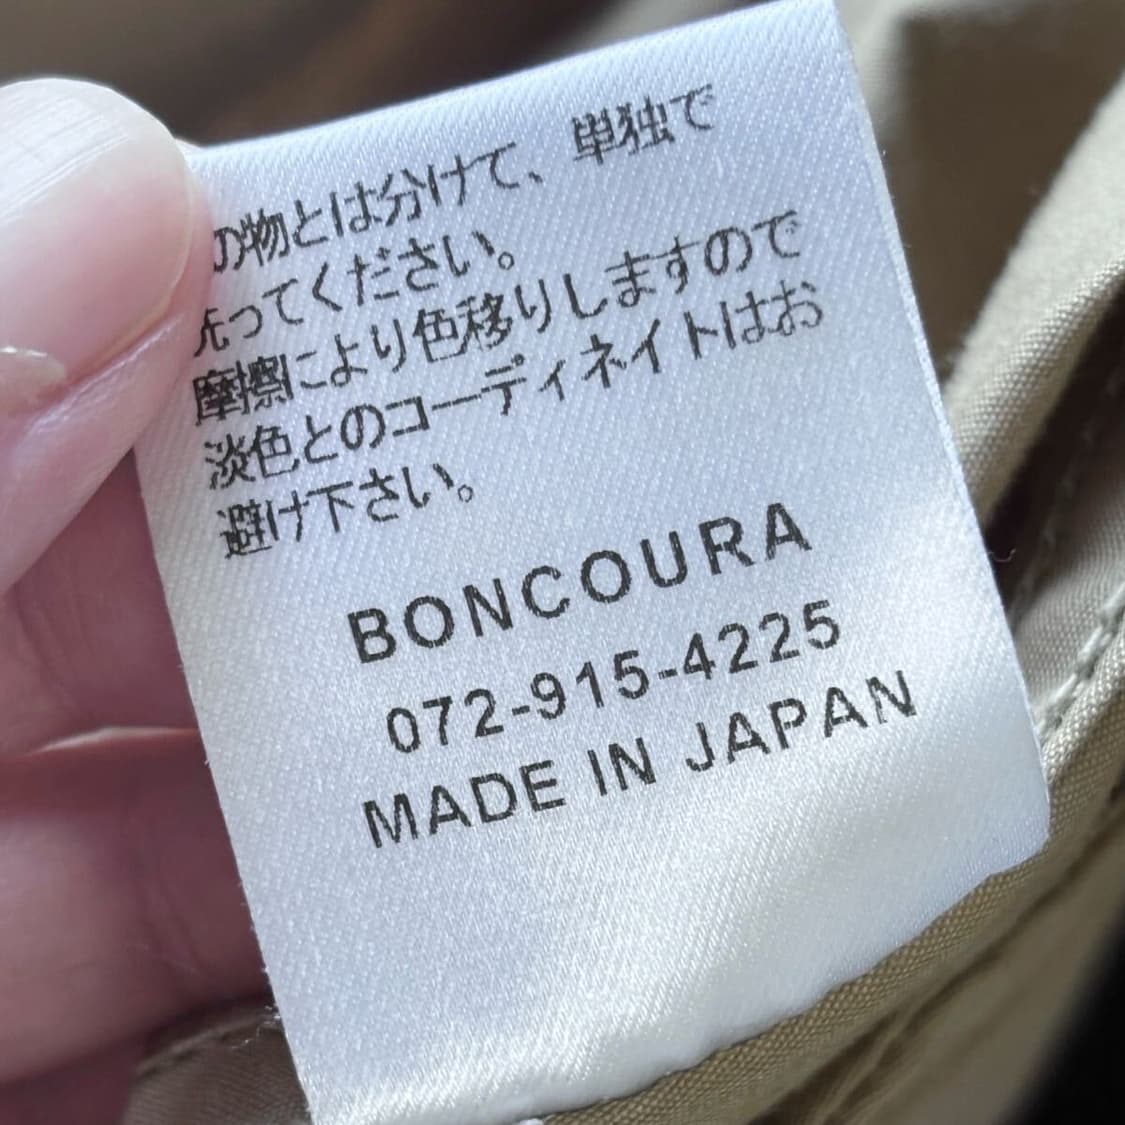 の物とは分けて、単独で
洗ってください。
摩擦により色移りしますので
淡色とのコーディネイトはお
避け下さい。
BONCOURA
072-915-4225
MADE IN JAPAN